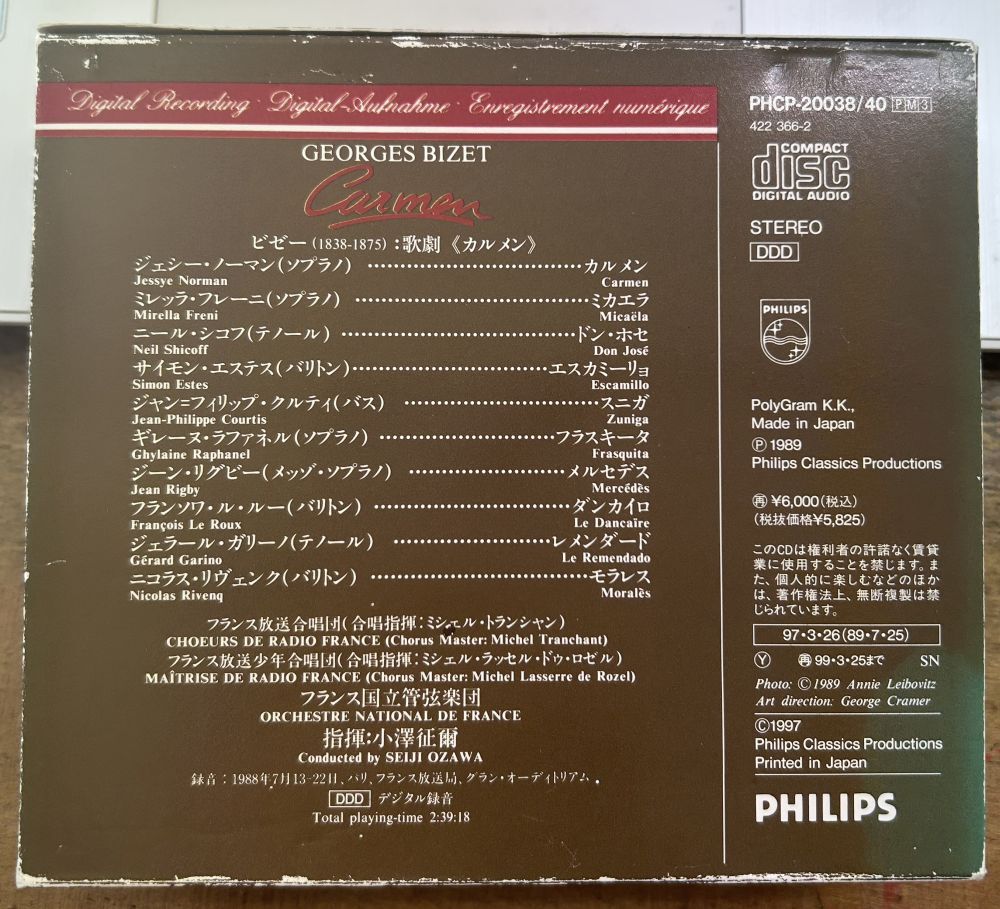 Digital Recording · Digital-Aufnahme · Enregistrement numérique
GEORGES BIZET
Carmen
ビゼー(1838-1875):歌劇《カルメン》
ジェシー・ノーマン(ソプラノ)‥‥‥‥‥‥‥‥‥‥カルメン
Jessye Norman Carmen
ミレッラ・フレーニ(ソプラノ)‥‥‥‥‥‥‥‥‥‥ミカエラ
Mirella Freni Micaëla
ニール・シコフ(テノール)‥‥‥‥‥‥‥‥‥‥ドン・ホセ
Neil Shicoff Don José
サイモン・エステス(バリトン)‥‥‥‥‥‥‥‥エスカミーリョ
Simon Estes Escamillo
ジャン=フィリップ・クルティ(バス)‥‥‥‥‥‥‥‥スニガ
Jean-Philippe Courtis Zuniga
ギレーヌ・ラファネル(ソプラノ)‥‥‥‥‥‥‥フラスキータ
Ghylaine Raphanel Frasquita
ジーン・リグビー(メッゾ・ソプラノ)‥‥‥‥‥‥メルセデス
Jean Rigby Mercédès
フランソワ・ル・ルー(バリトン)‥‥‥‥‥‥‥‥ダンカイロ
François Le Roux Le Dancaïre
ジェラール・ガリーノ(テノール)‥‥‥‥‥‥‥レメンダード
Gérard Garino Le Remendado
ニコラス・リヴェンク(バリトン)‥‥‥‥‥‥‥‥‥モラレス
Nicolas Rivenq Moralès
フランス放送合唱団(合唱指揮:ミシェル・トランシャン)
CHOEURS DE RADIO FRANCE (Chorus Master: Michel Tranchant)
フランス放送少年合唱団(合唱指揮:ミシェル・ラッセル・ドゥ・ロゼル)
MAÎTRISE DE RADIO FRANCE (Chorus Master: Michel Lasserre de Rozel)
フランス国立管弦楽団
ORCHESTRE NATIONAL DE FRANCE
指揮:小澤征爾
Conducted by SEIJI OZAWA
録音:1988年7月13-22日、パリ、フランス放送局、グラン・オーディトリアム
DDD デジタル録音
Total playing-time 2:39:18
PHCP-20038/40 PM3
422 366-2
COMPACT
disc
DIGITAL AUDIO
STEREO
DDD
PHILIPS
PolyGram K.K.,
Made in Japan
Ⓟ 1989
Philips Classics Productions
㊢ ¥6,000(税込)
(税抜価格¥5,825)
このCDは権利者の許諾なく賃貸
業に使用することを禁じます。ま
た、個人的に楽しむなどのほか
は、著作権法上、無断複製は禁
じられています。
97・3・26(89・7・25)
Ⓨ 再99・3・25まで SN
Photo: ©1989 Annie Leibovitz
Art direction: George Cramer
©1997
Philips Classics Productions
Printed in Japan
PHILIPS